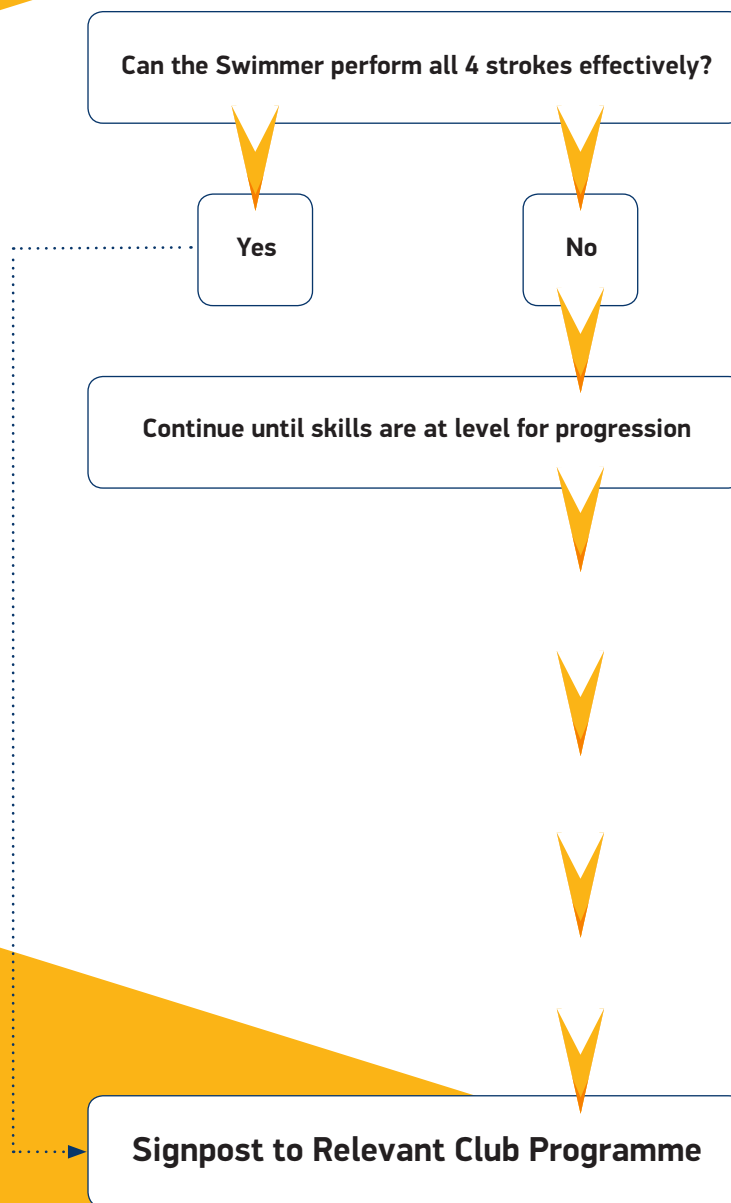 Can the Swimmer perform all 4 strokes effectively?
Yes
No
Continue until skills are at level for progression
Signpost to Relevant Club Programme